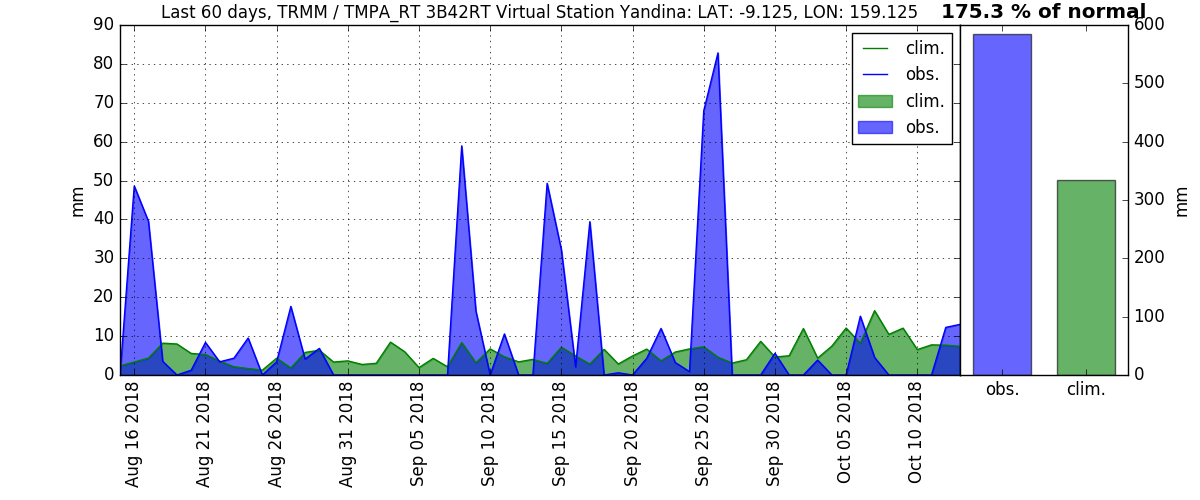 Last 60 days, TRMM / TMPA_RT 3B42RT Virtual Station Yandina: LAT: -9.125, LON: 159.125
175.3 % of normal
90
80
70
60
50
40
30
20
10
0
mm
clim.
obs.
clim.
obs.
600
500
400
300
200
100
0
mm
Aug 16 2018
Aug 21 2018
Aug 26 2018
Aug 31 2018
Sep 05 2018
Sep 10 2018
Sep 15 2018
Sep 20 2018
Sep 25 2018
Sep 30 2018
Oct 05 2018
Oct 10 2018
obs.
clim.